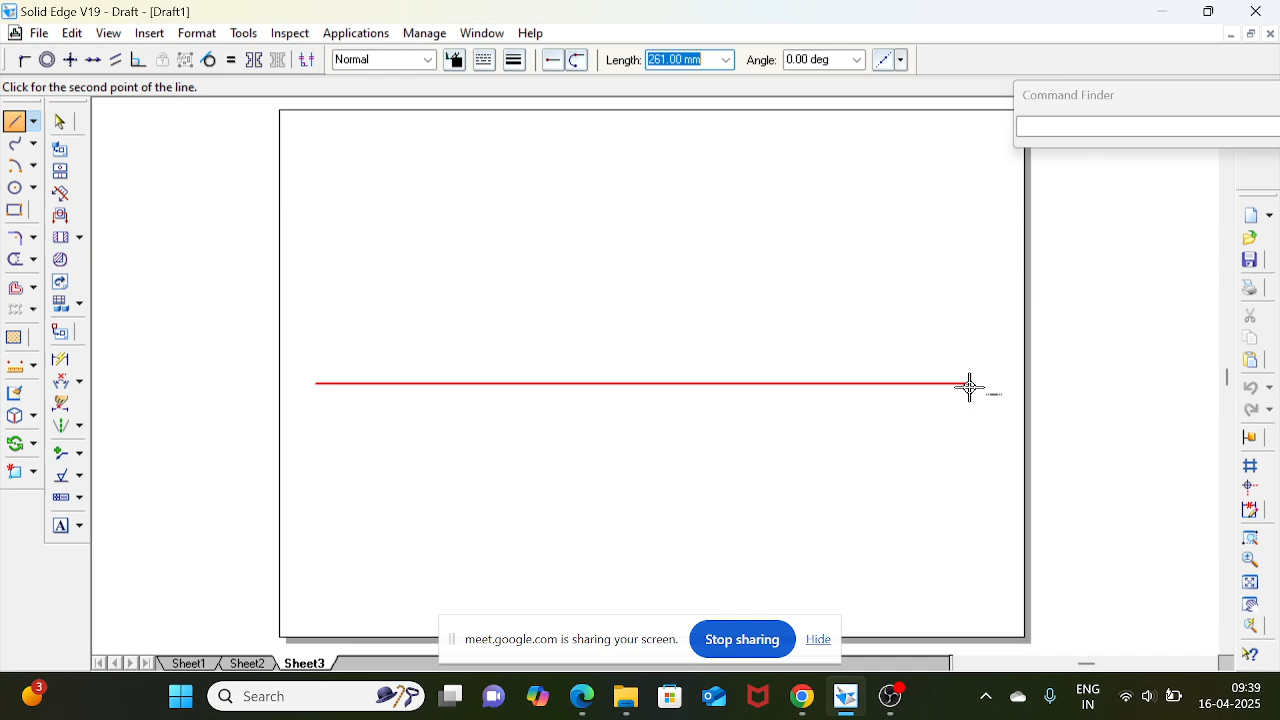 Solid Edge V19 - Draft - [Draft1]
File Edit View Insert Format Tools Inspect Applications Manage Window Help
Normal Length: 261.00 mm Angle: 0.00 deg
Click for the second point of the line.
Command Finder
A
meet.google.com is sharing your screen. Stop sharing Hide
Sheet1 Sheet2 Sheet3
3 Search ENG IN 09:39 16-04-2025